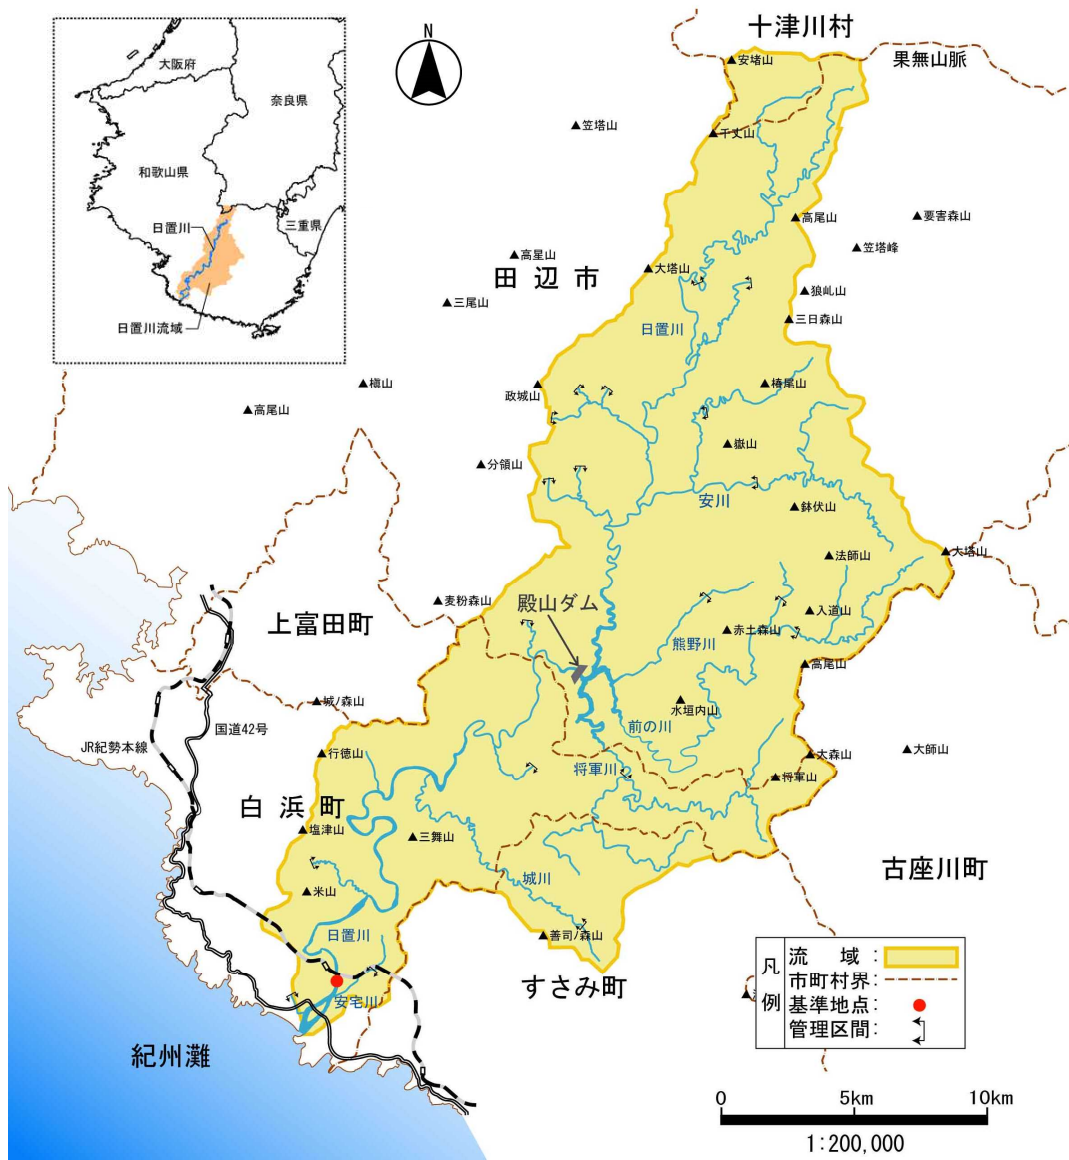 十津川村
N
安堵山
果無山脈
大阪府
奈良県
笠塔山
千丈山
和歌山県
日置川
三重県
高尾山
要害森山
笠塔峰
高星山
田辺市
大塔山
狼乢山
三尾山
三日森山
日置川流域
日置川
槇山
政城山
椿尾山
高尾山
嶽山
分領山
安川
鉢伏山
法師山
大塔山
麦粉森山
殿山ダム
入道山
上富田町
赤土森山
熊野川
高尾山
城ノ森山
水垣内山
国道42号
前の川
JR紀勢本線
行徳山
大森山
大師山
将軍川
将軍山
白浜町
塩津山
三舞山
古座川町
城川
米山
日置川
善司ノ森山
すさみ町
安宅川
紀州灘
凡例
流域:
市町村界:
基準地点:
管理区間:
0 5km 10km
1:200,000